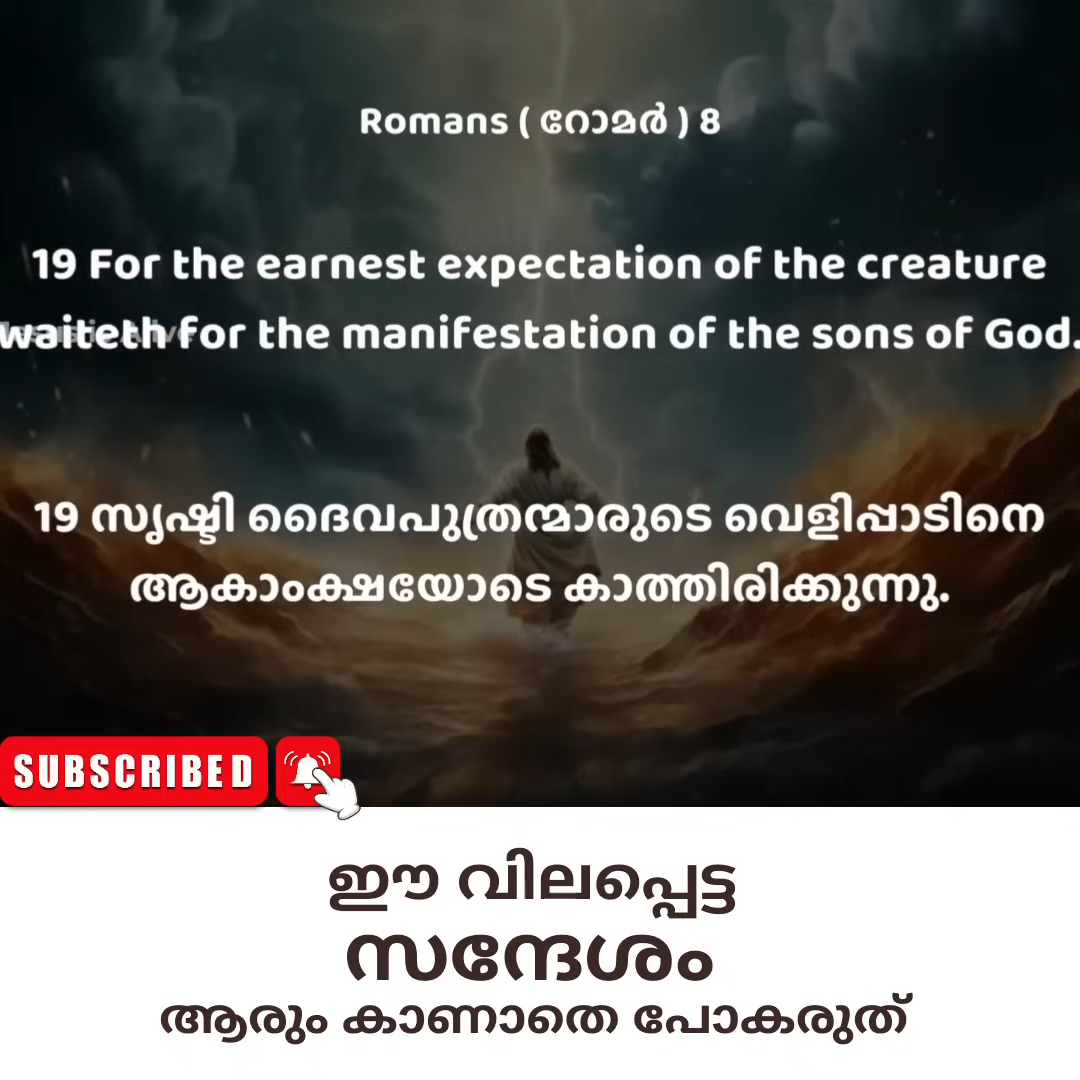 Romans ( റോമർ ) 8
19 For the earnest expectation of the creature
waiteth for the manifestation of the sons of God.
19 സൃഷ്ടി ദൈവപുത്രന്മാരുടെ വെളിപ്പാടിനെ
ആകാംക്ഷയോടെ കാത്തിരിക്കുന്നു.
SUBSCRIBED
ഈ വിലപ്പെട്ട
സന്ദേശം
ആരും കാണാതെ പോകരുത്